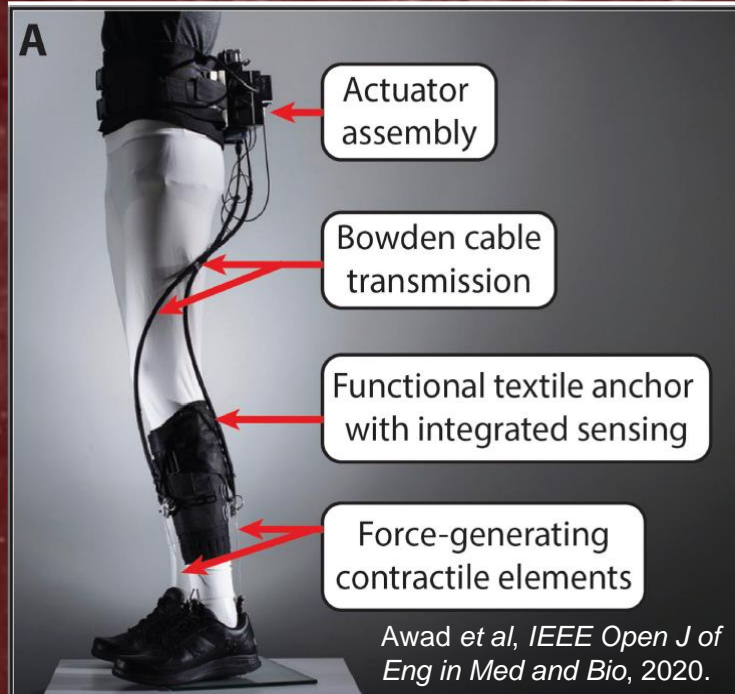 A
Actuator
assembly
Bowden cable
transmission
Functional textile anchor
with integrated sensing
Force-generating
contractile elements
Awad et al, IEEE Open J of
Eng in Med and Bio, 2020.